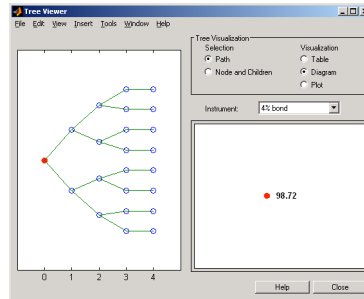 Tree Viewer
File Edit View Insert Tools Window Help
Tree Visualization
Selection
Visualization
Path
Table
Node and Children
Diagram
Plot
Instrument: 4% bond
98.72
0 1 2 3 4
Help Close